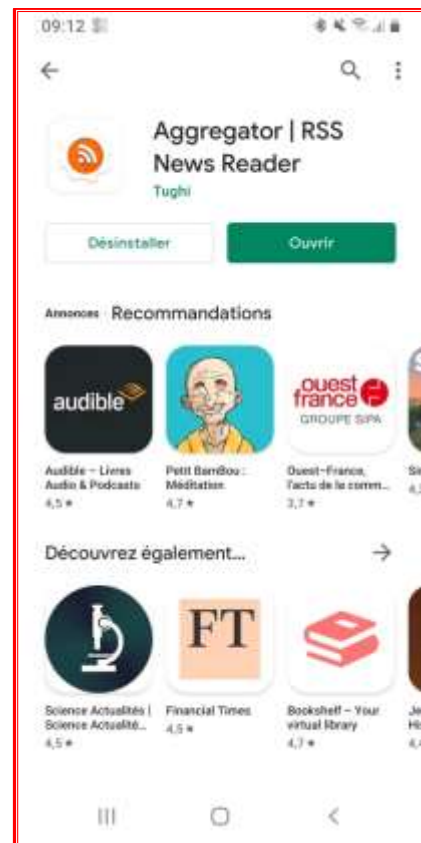 09:12
Aggregator | RSS
News Reader
Tughi
Désinstaller
Ouvrir
Annonces Recommandations
audible
ouest
france
GROUPE SIPA
Audible – Livres
Audio & Podcasts
4,5 ★
Petit BamBou :
Méditation
4,7 ★
Ouest-France,
l'actu de la comm...
3,7 ★
Découvrez également...
FT
Science Actualités |
Science Actualité...
4,5 ★
Financial Times
4,5 ★
Bookshelf – Your
virtual library
4,7 ★